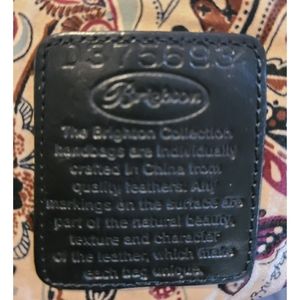 D375693
Brighton
The Brighton Collection
handbags are individually
crafted in China from
quality leathers. Any
markings on the surface are
part of the natural beauty,
texture and character
of the leather, which make
each bag unique.